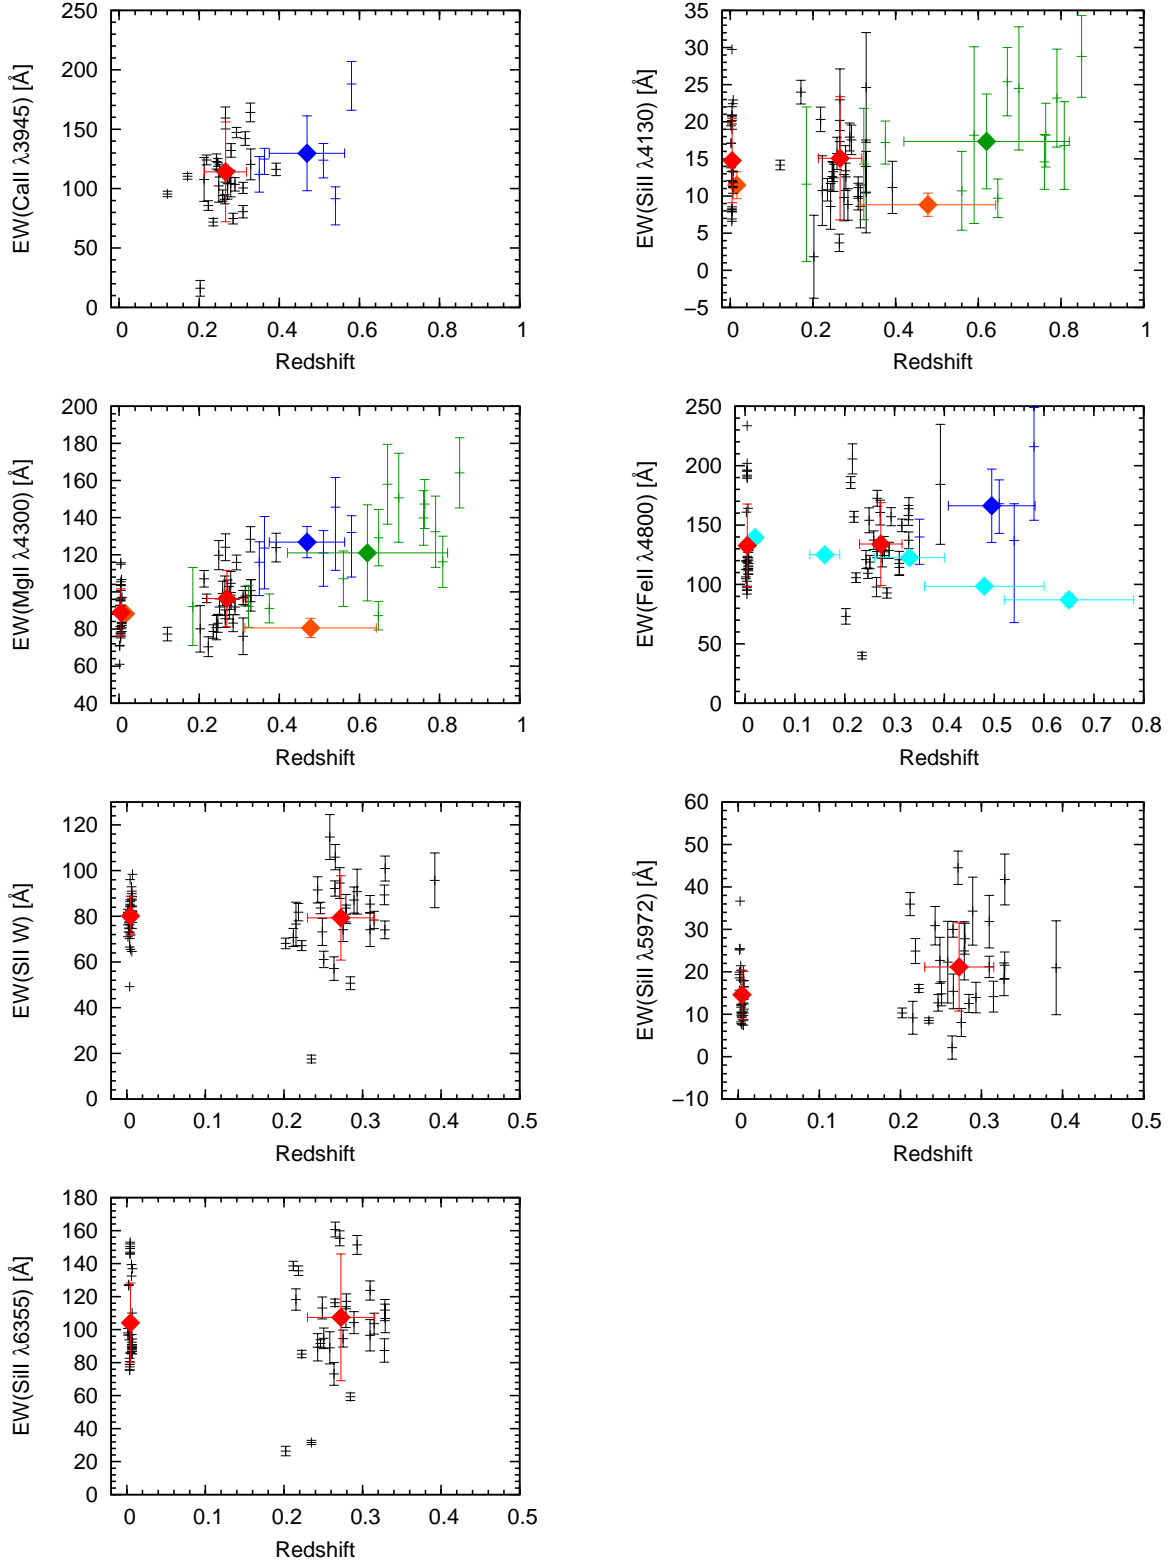 EW(CaII λ3945) [Å]
250
200
150
100
50
0
0 0.2 0.4 0.6 0.8 1
Redshift
EW(SiII λ4130) [Å]
35
30
25
20
15
10
5
0
−5
0 0.2 0.4 0.6 0.8 1
Redshift
EW(MgII λ4300) [Å]
200
180
160
140
120
100
80
60
40
0 0.2 0.4 0.6 0.8 1
Redshift
EW(FeII λ4800) [Å]
250
200
150
100
50
0
0 0.1 0.2 0.3 0.4 0.5 0.6 0.7 0.8
Redshift
EW(SII W) [Å]
120
100
80
60
40
20
0
0 0.1 0.2 0.3 0.4 0.5
Redshift
EW(SiII λ5972) [Å]
60
50
40
30
20
10
0
−10
0 0.1 0.2 0.3 0.4 0.5
Redshift
EW(SiII λ6355) [Å]
180
160
140
120
100
80
60
40
20
0
0 0.1 0.2 0.3 0.4 0.5
Redshift